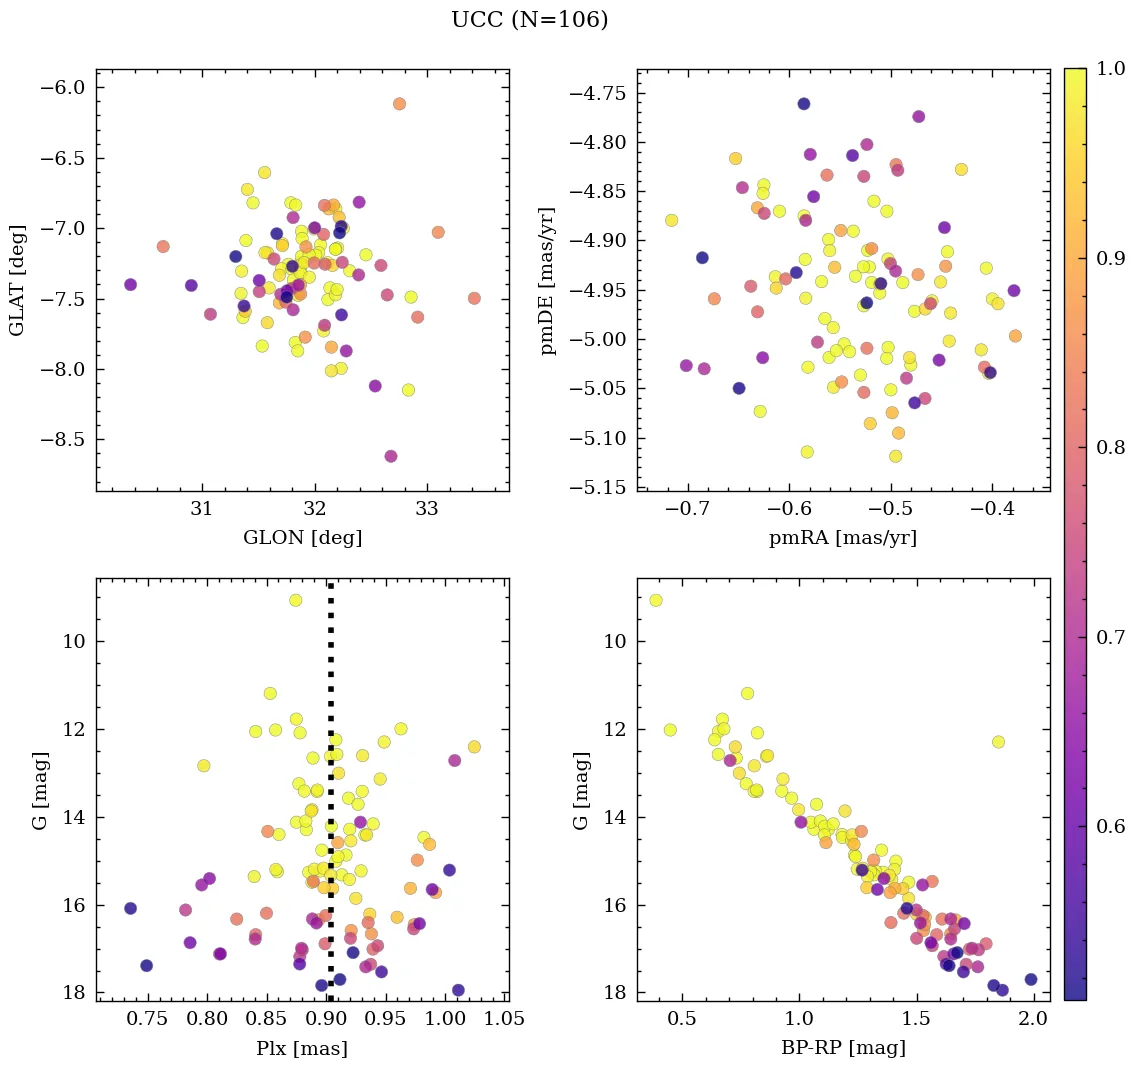 UCC (N=106)
−6.0
−6.5
−7.0
−7.5
−8.0
−8.5
GLAT [deg]
31 32 33
GLON [deg]
−4.75
−4.80
−4.85
−4.90
−4.95
−5.00
−5.05
−5.10
−5.15
pmDE [mas/yr]
−0.7 −0.6 −0.5 −0.4
pmRA [mas/yr]
10
12
14
16
18
G [mag]
0.75 0.80 0.85 0.90 0.95 1.00 1.05
Plx [mas]
10
12
14
16
18
G [mag]
0.5 1.0 1.5 2.0
BP-RP [mag]
1.0
0.9
0.8
0.7
0.6